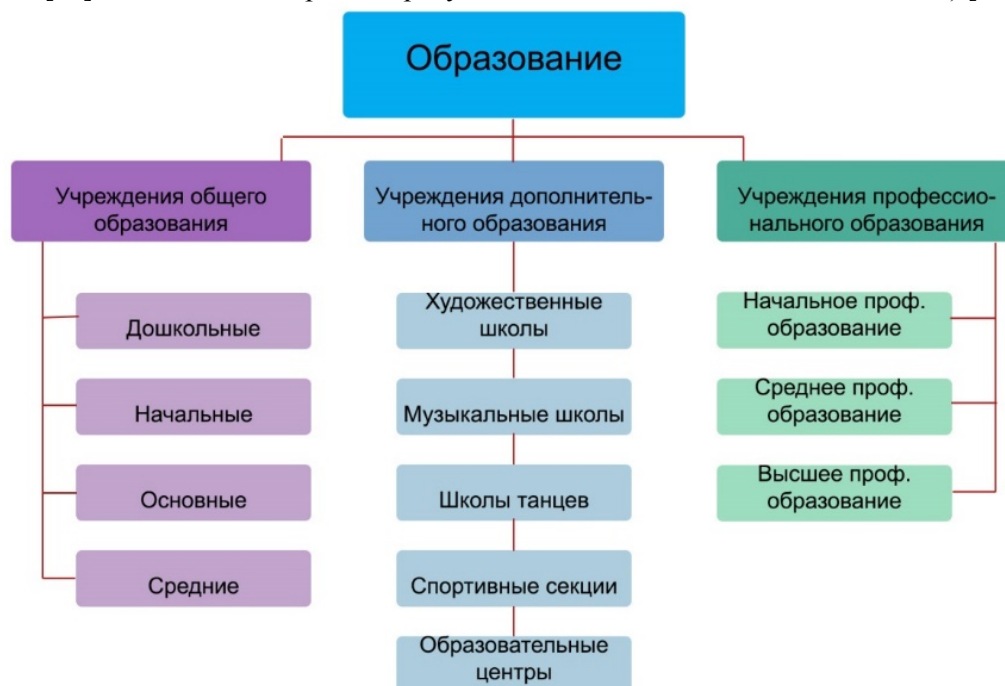 Образование
Учреждения общего
образования
Учреждения дополнитель-
ного образования
Учреждения профессио-
нального образования
Дошкольные
Начальные
Основные
Средние
Художественные
школы
Музыкальные школы
Школы танцев
Спортивные секции
Образовательные
центры
Начальное проф.
образование
Среднее проф.
образование
Высшее проф.
образование